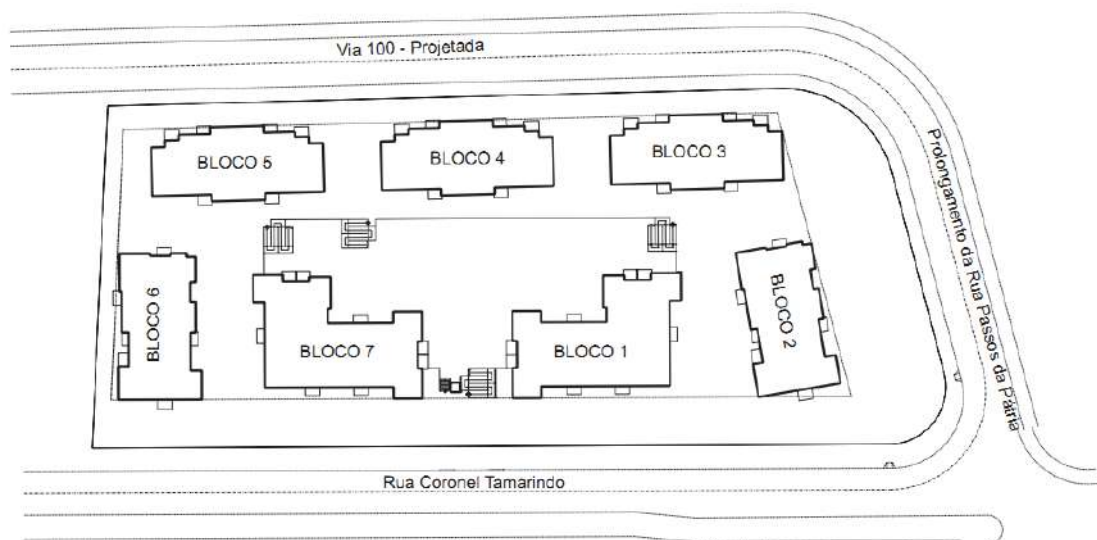 Via 100 - Projetada
BLOCO 5
BLOCO 4
BLOCO 3
Prolongamento da Rua Passos da Pátria
BLOCO 6
BLOCO 7
BLOCO 1
BLOCO 2
Rua Coronel Tamarindo